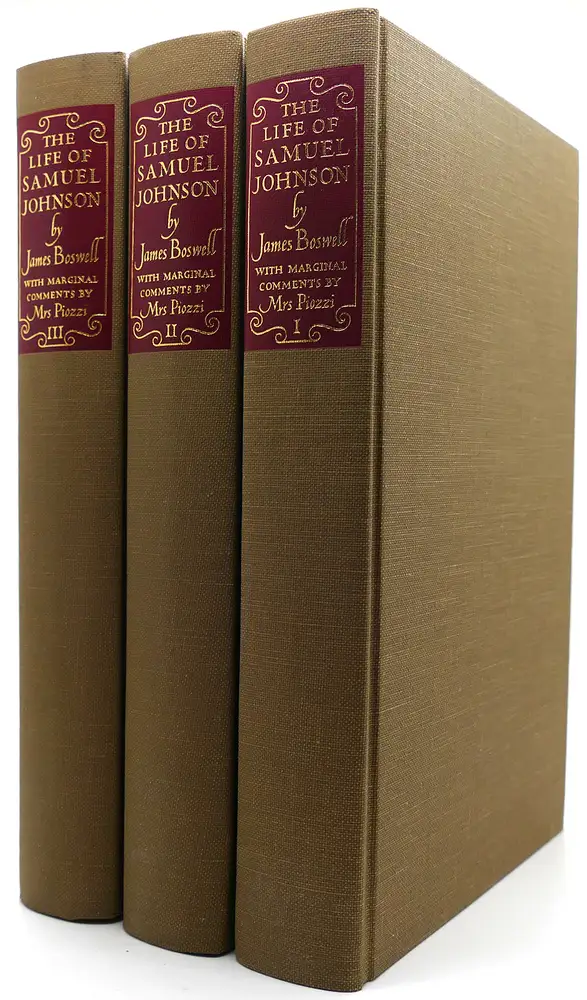 THE
LIFE OF
SAMUEL
JOHNSON
by
James Boswell
WITH MARGINAL
COMMENTS BY
Mrs Piozzi
III
THE
LIFE OF
SAMUEL
JOHNSON
by
James Boswell
WITH MARGINAL
COMMENTS BY
Mrs Piozzi
II
THE
LIFE OF
SAMUEL
JOHNSON
by
James Boswell
WITH MARGINAL
COMMENTS BY
Mrs Piozzi
I